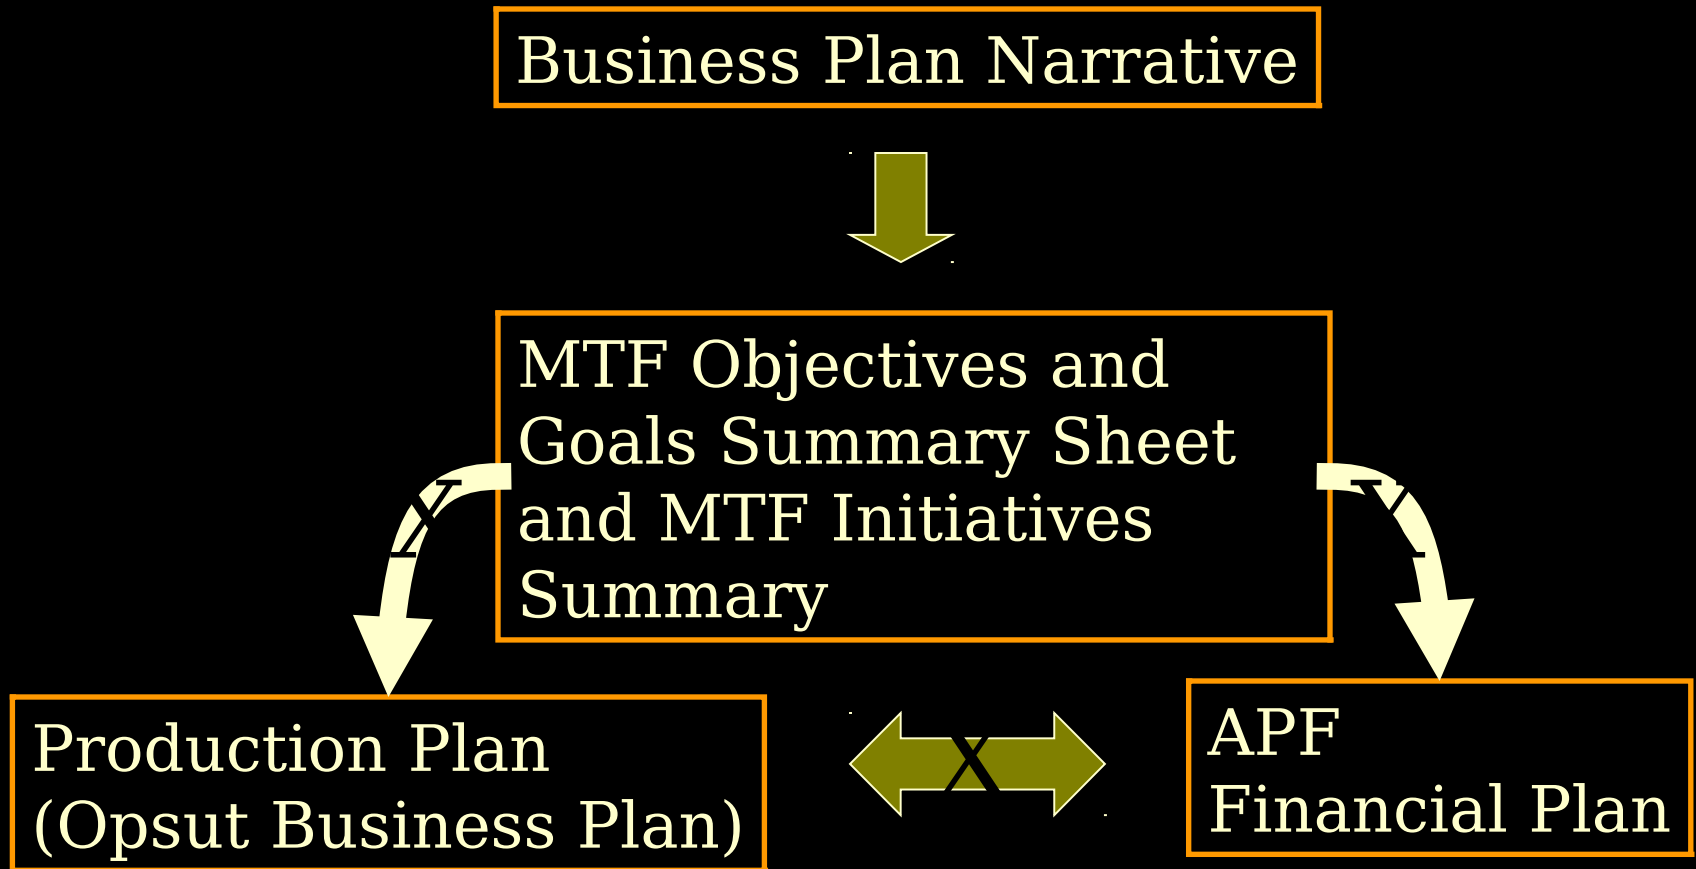 Business Plan Narrative
MTF Objectives and
Goals Summary Sheet
and MTF Initiatives
Summary
X
X
Production Plan
(Opsut Business Plan)
X
APF
Financial Plan